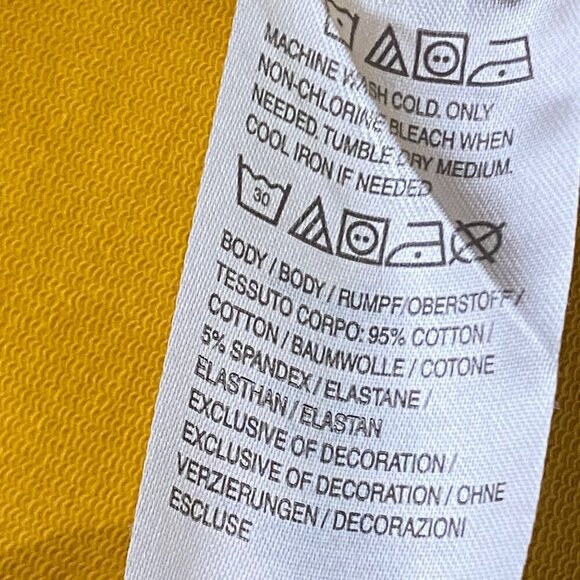 MACHINE WASH COLD. ONLY
NON-CHLORINE BLEACH WHEN
NEEDED. TUMBLE DRY MEDIUM.
COOL IRON IF NEEDED
30
BODY / BODY / RUMPF/OBERSTOFF /
TESSUTO CORPO: 95% COTTON /
COTTON / BAUMWOLLE / COTONE
5% SPANDEX / ELASTANE /
ELASTHAN / ELASTAN
EXCLUSIVE OF DECORATION /
EXCLUSIVE OF DECORATION / OHNE
VERZIERUNGEN / DECORAZIONI
ESCLUSE